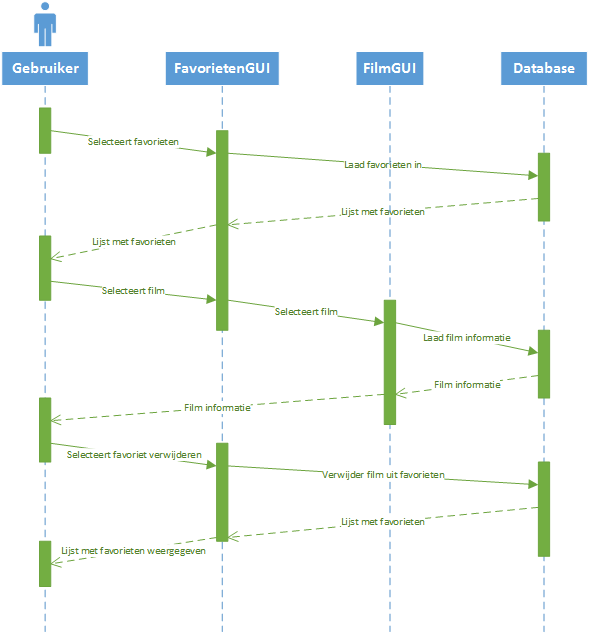 Gebruiker
FavorietenGUI
FilmGUI
Database
Selecteert favorieten
Laad favorieten in
Lijst met favorieten
Lijst met favorieten
Selecteert film
Selecteert film
Laad film informatie
Film informatie
Film informatie
Selecteert favoriet verwijderen
Verwijder film uit favorieten
Lijst met favorieten
Lijst met favorieten weergegeven